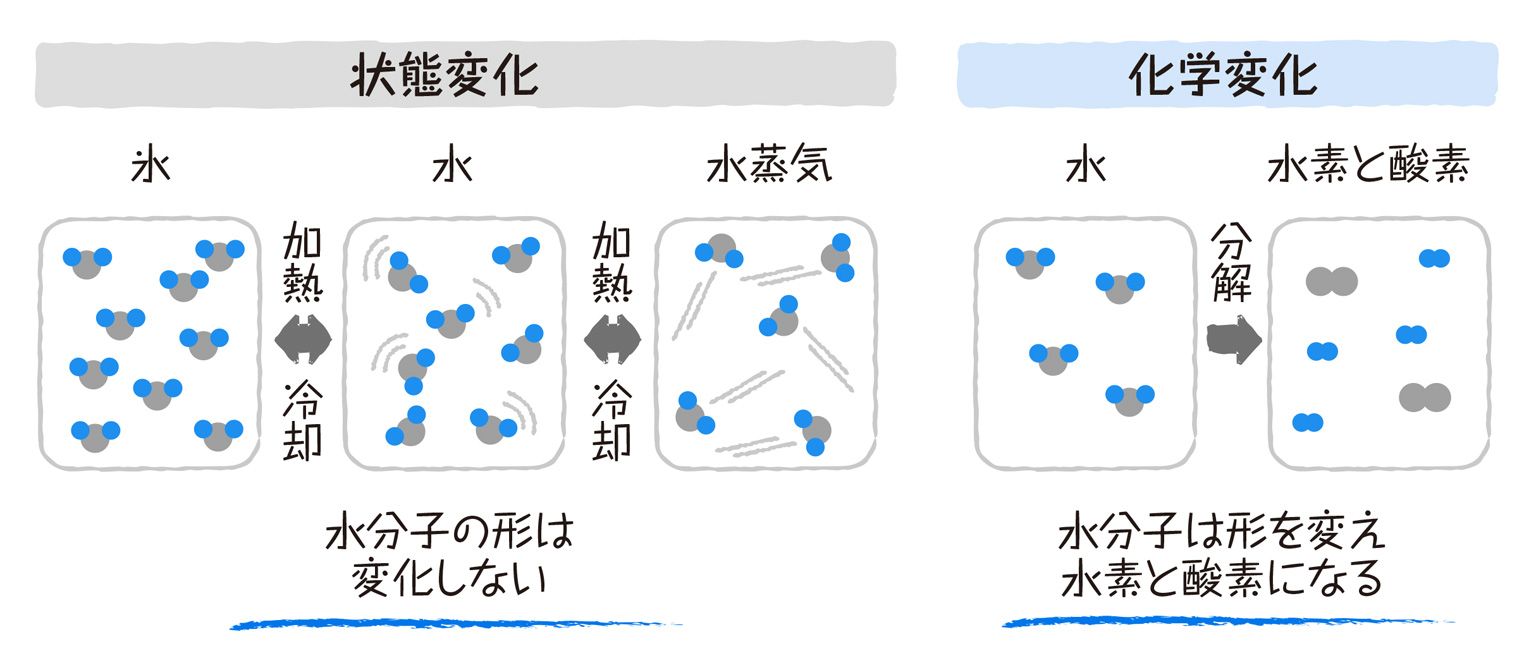 状態変化
氷
水
水蒸気
加熱
冷却
加熱
冷却
水分子の形は
変化しない
化学変化
水
水素と酸素
分解
水分子は形を変え
水素と酸素になる